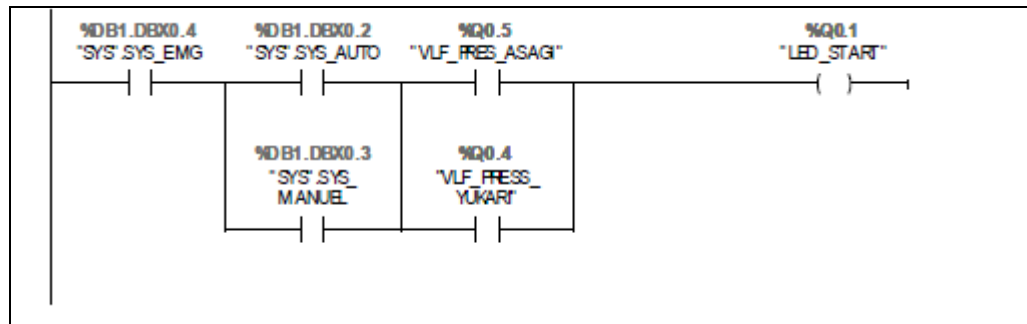 %DB1.DBX0.4
"SYS".SYS_EMG
%DB1.DBX0.2
"SYS".SYS_AUTO
%Q0.5
"VLF_PRES_ASAGI"
%Q0.1
"LED_START"
%DB1.DBX0.3
"SYS".SYS_
MANUEL
%Q0.4
"VLF_PRESS_
YUKARI"